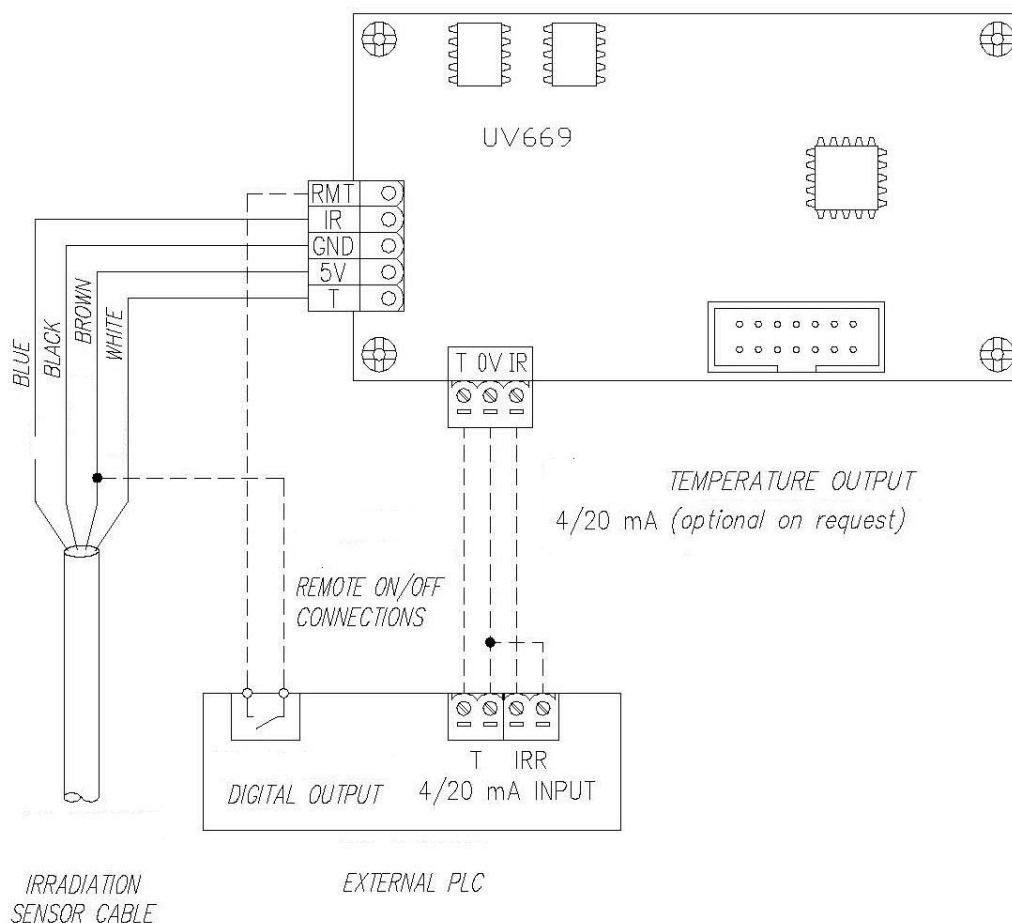 UV669
RMT
IR
GND
5V
T
BLUE
BLACK
BROWN
WHITE
T 0V IR
TEMPERATURE OUTPUT
4/20 mA (optional on request)
REMOTE ON/OFF
CONNECTIONS
T IRR
DIGITAL OUTPUT 4/20 mA INPUT
IRRADIATION
SENSOR CABLE
EXTERNAL PLC